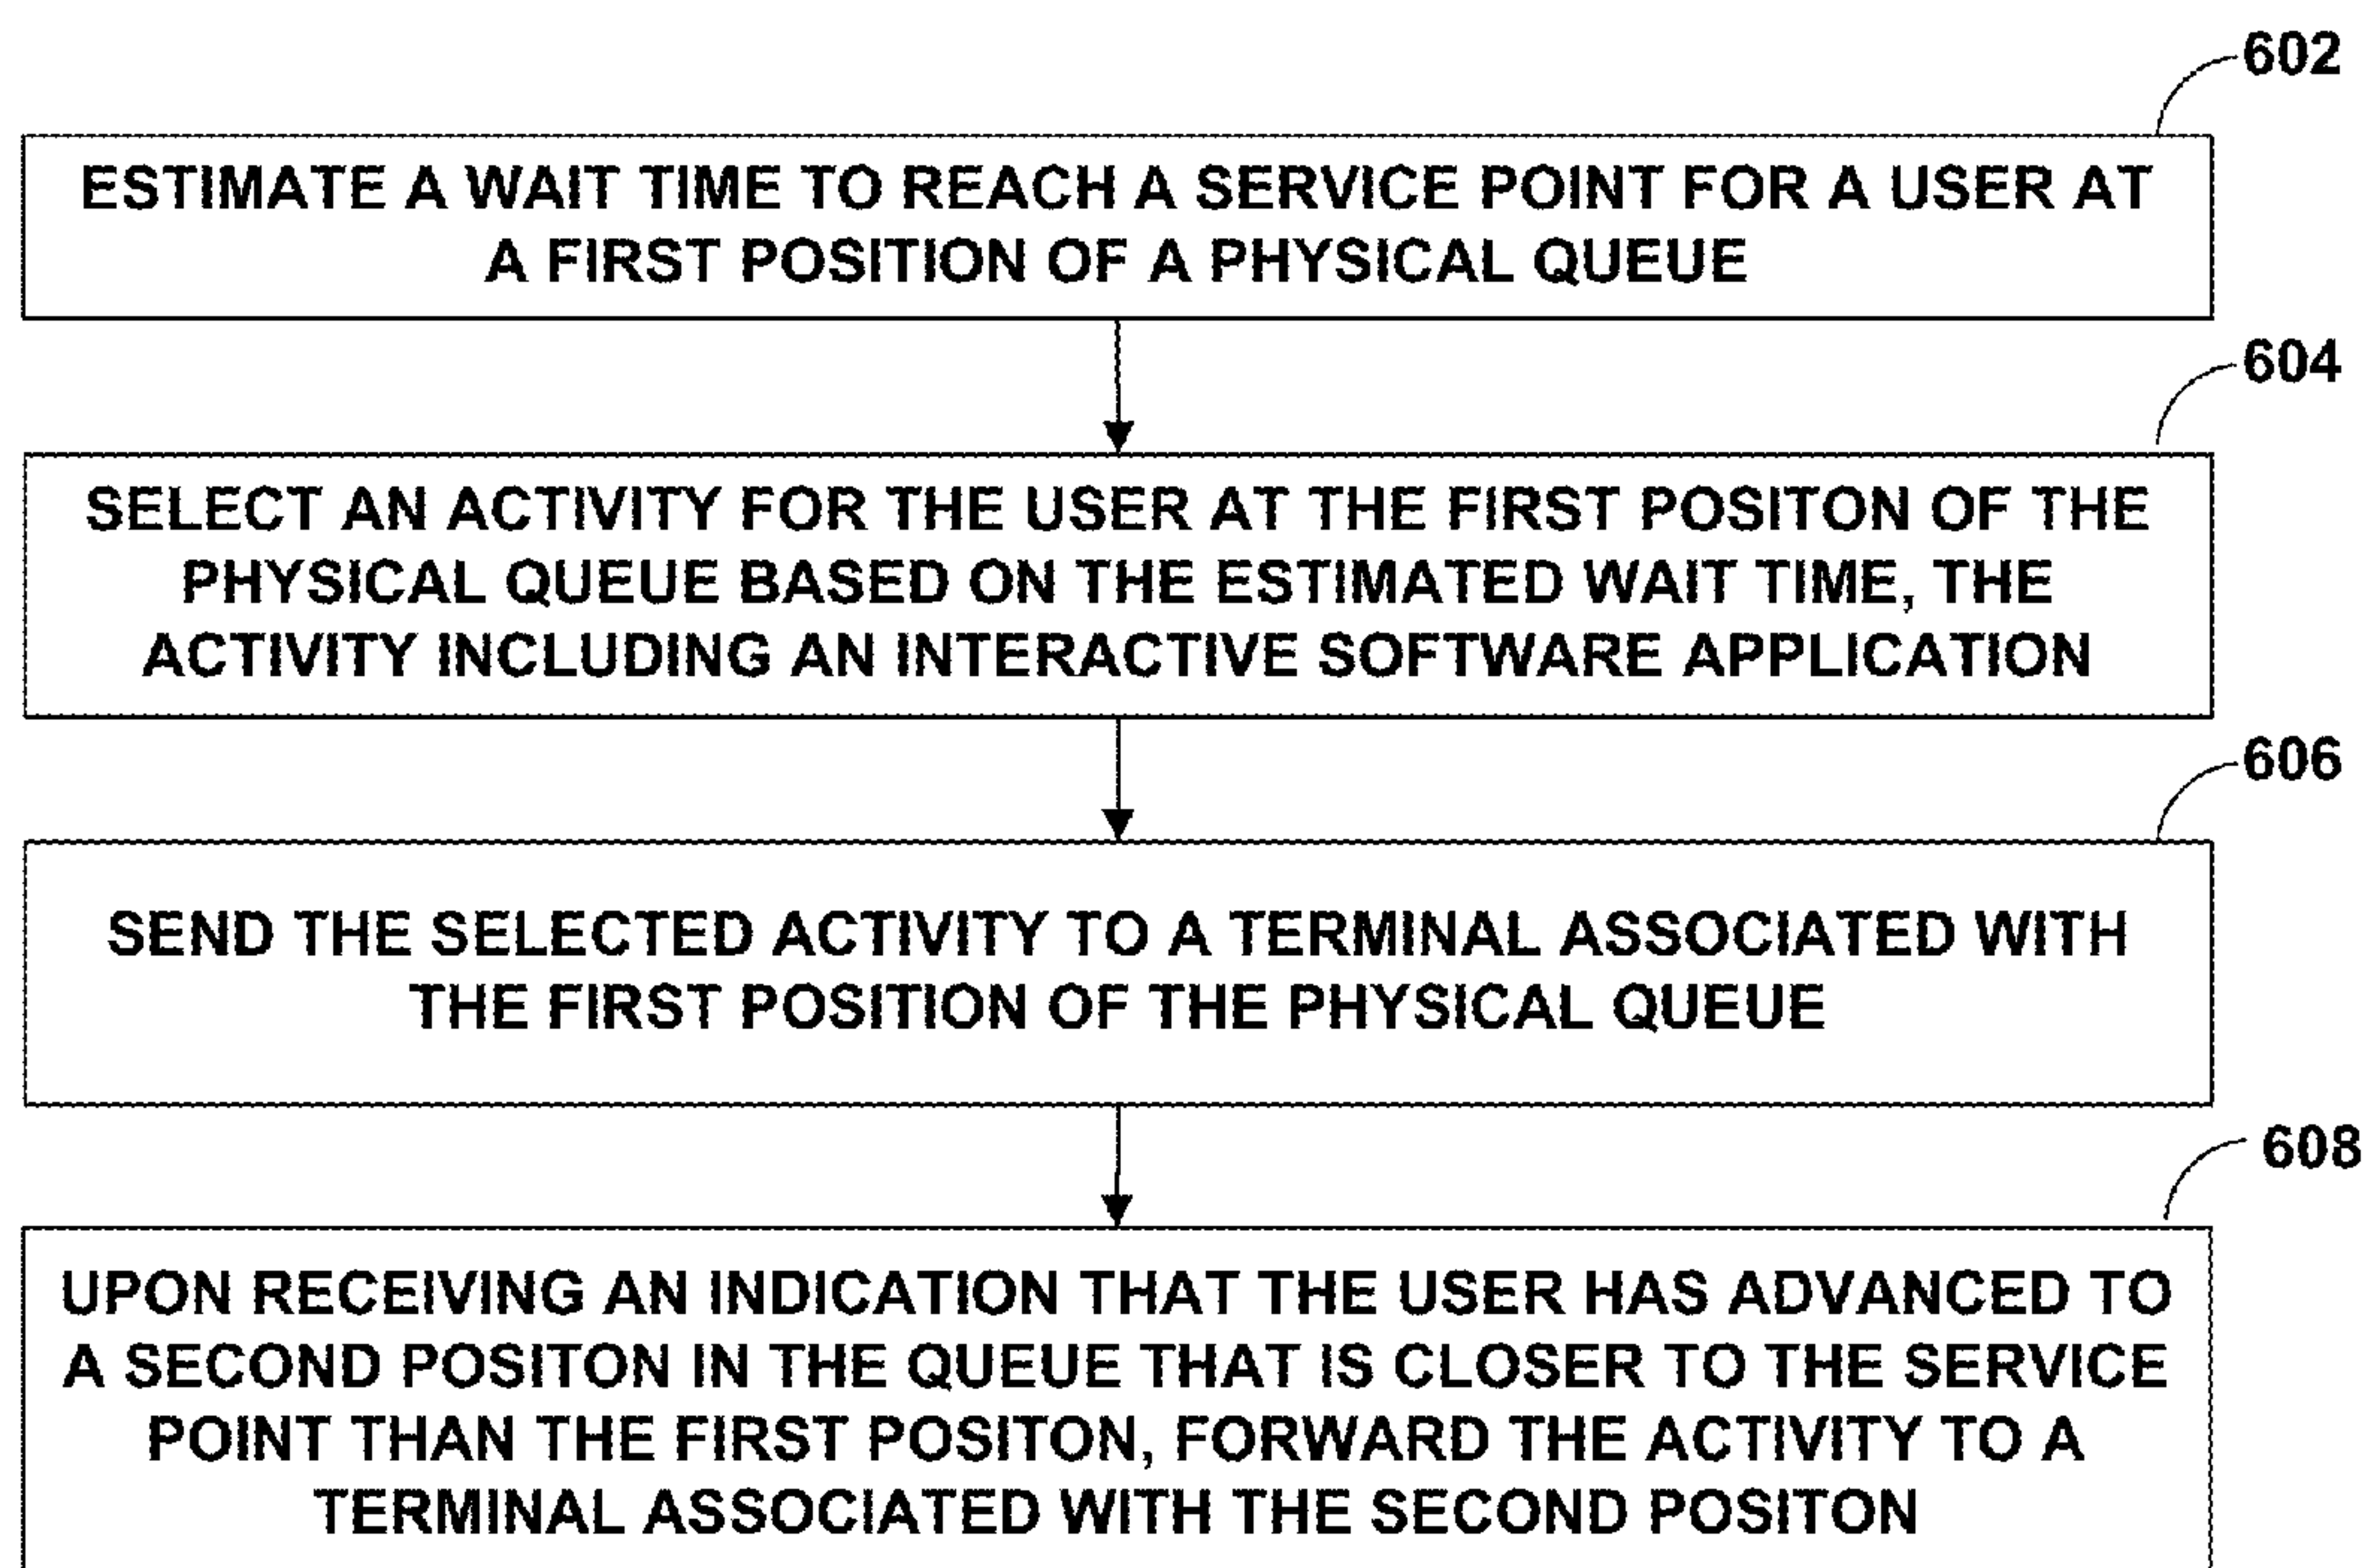 602
ESTIMATE A WAIT TIME TO REACH A SERVICE POINT FOR A USER AT
A FIRST POSITION OF A PHYSICAL QUEUE
604
SELECT AN ACTIVITY FOR THE USER AT THE FIRST POSITON OF THE
PHYSICAL QUEUE BASED ON THE ESTIMATED WAIT TIME, THE
ACTIVITY INCLUDING AN INTERACTIVE SOFTWARE APPLICATION
606
SEND THE SELECTED ACTIVITY TO A TERMINAL ASSOCIATED WITH
THE FIRST POSITION OF THE PHYSICAL QUEUE
608
UPON RECEIVING AN INDICATION THAT THE USER HAS ADVANCED TO
A SECOND POSITON IN THE QUEUE THAT IS CLOSER TO THE SERVICE
POINT THAN THE FIRST POSITON, FORWARD THE ACTIVITY TO A
TERMINAL ASSOCIATED WITH THE SECOND POSITON